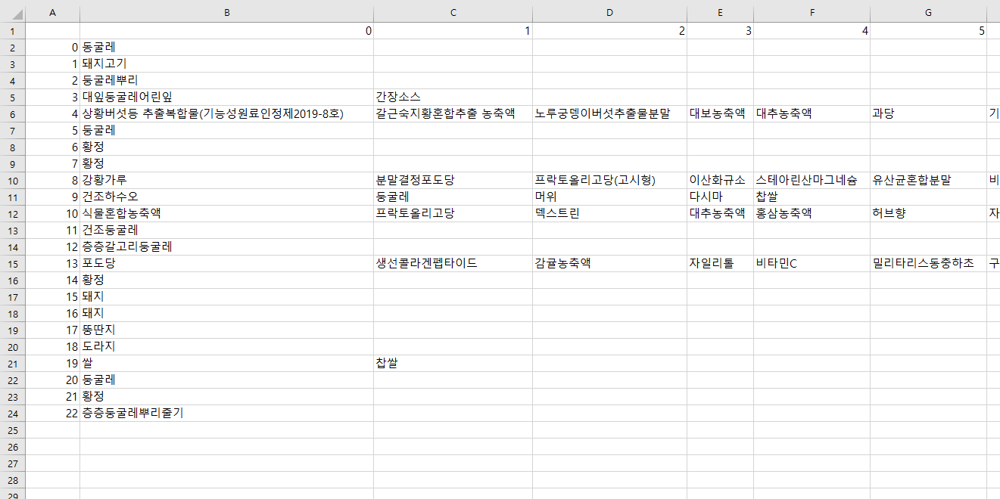 A B C D E F G
1 0 1 2 3 4 5
2 0 둥굴레
3 1 돼지고기
4 2 둥굴레뿌리
5 3 대잎둥굴레어린잎 간장소스
6 4 상황버섯등 추출복합물(기능성원료인정제2019-8호) 갈근숙지황혼합추출 농축액 노루궁뎅이버섯추출물분말 대보농축액 대추농축액 과당 기
7 5 둥굴레
8 6 황정
9 7 황정
10 8 강황가루 분말결정포도당 프락토올리고당(고시형) 이산화규소 스테아린산마그네슘 유산균혼합분말 비
11 9 건조하수오 둥굴레 머위 다시마 찹쌀
12 10 식물혼합농축액 프락토올리고당 덱스트린 대추농축액 홍삼농축액 허브향 자
13 11 건조둥굴레
14 12 층층갈고리둥굴레
15 13 포도당 생선콜라겐펩타이드 감귤농축액 자일리톨 비타민C 밀리타리스동충하초 구
16 14 황정
17 15 돼지
18 16 돼지
19 17 뚱딴지
20 18 도라지
21 19 쌀 찹쌀
22 20 둥굴레
23 21 황정
24 22 층층둥굴레뿌리줄기
25
26
27
28
29